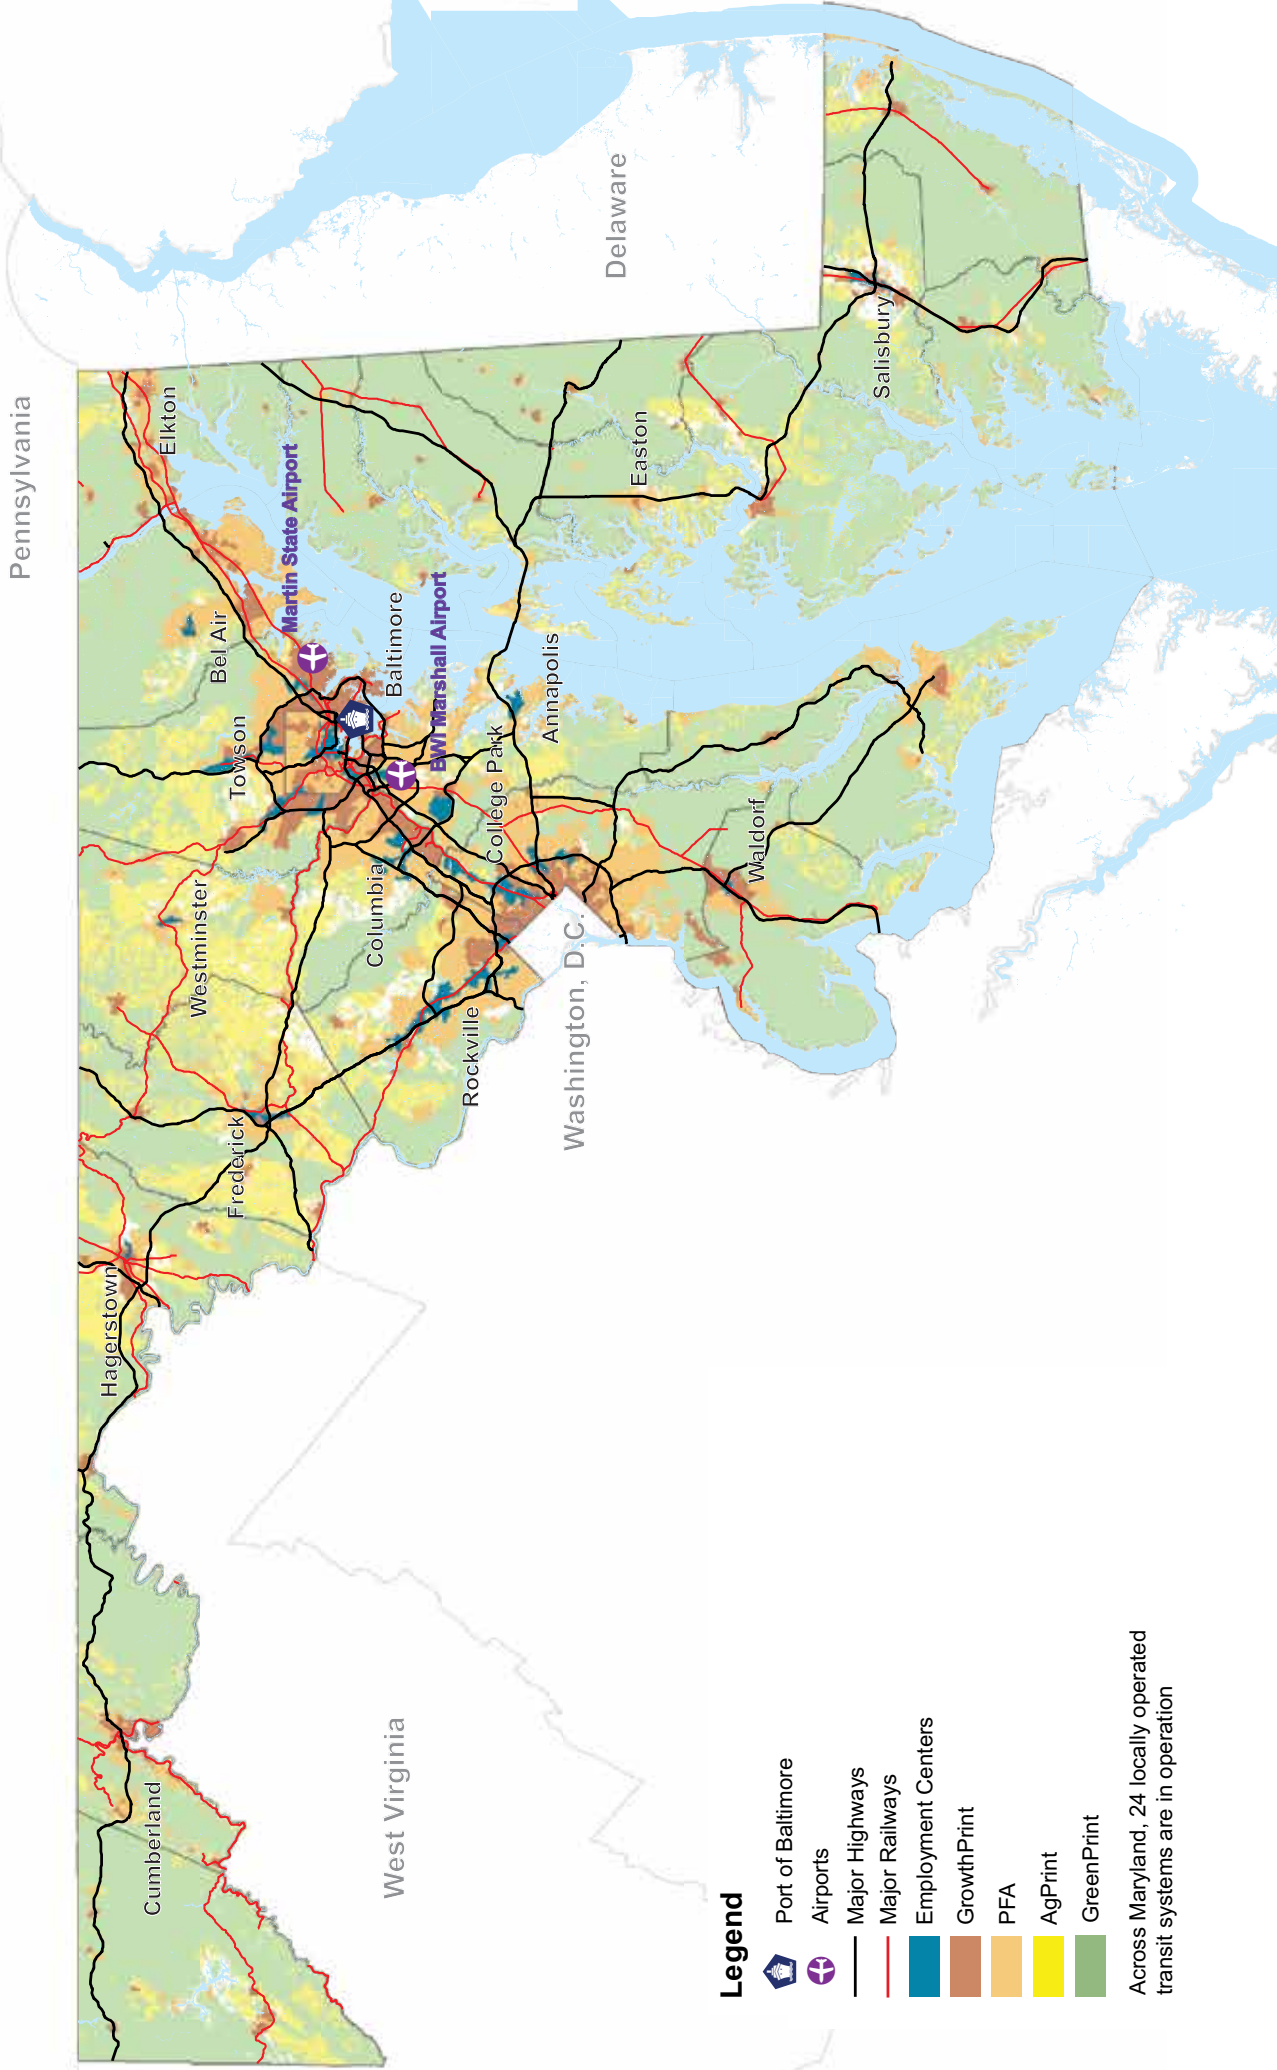 Pennsylvania
Delaware
West Virginia
Washington, D.C.
Elkton
Martin State Airport
Bel Air
Baltimore
BWI Marshall Airport
Towson
Annapolis
College Park
Westminster
Columbia
Rockville
Frederick
Hagerstown
Cumberland
Easton
Salisbury
Waldorf
Legend
Port of Baltimore
Airports
Major Highways
Major Railways
Employment Centers
GrowthPrint
PFA
AgPrint
GreenPrint
Across Maryland, 24 locally operated
transit systems are in operation